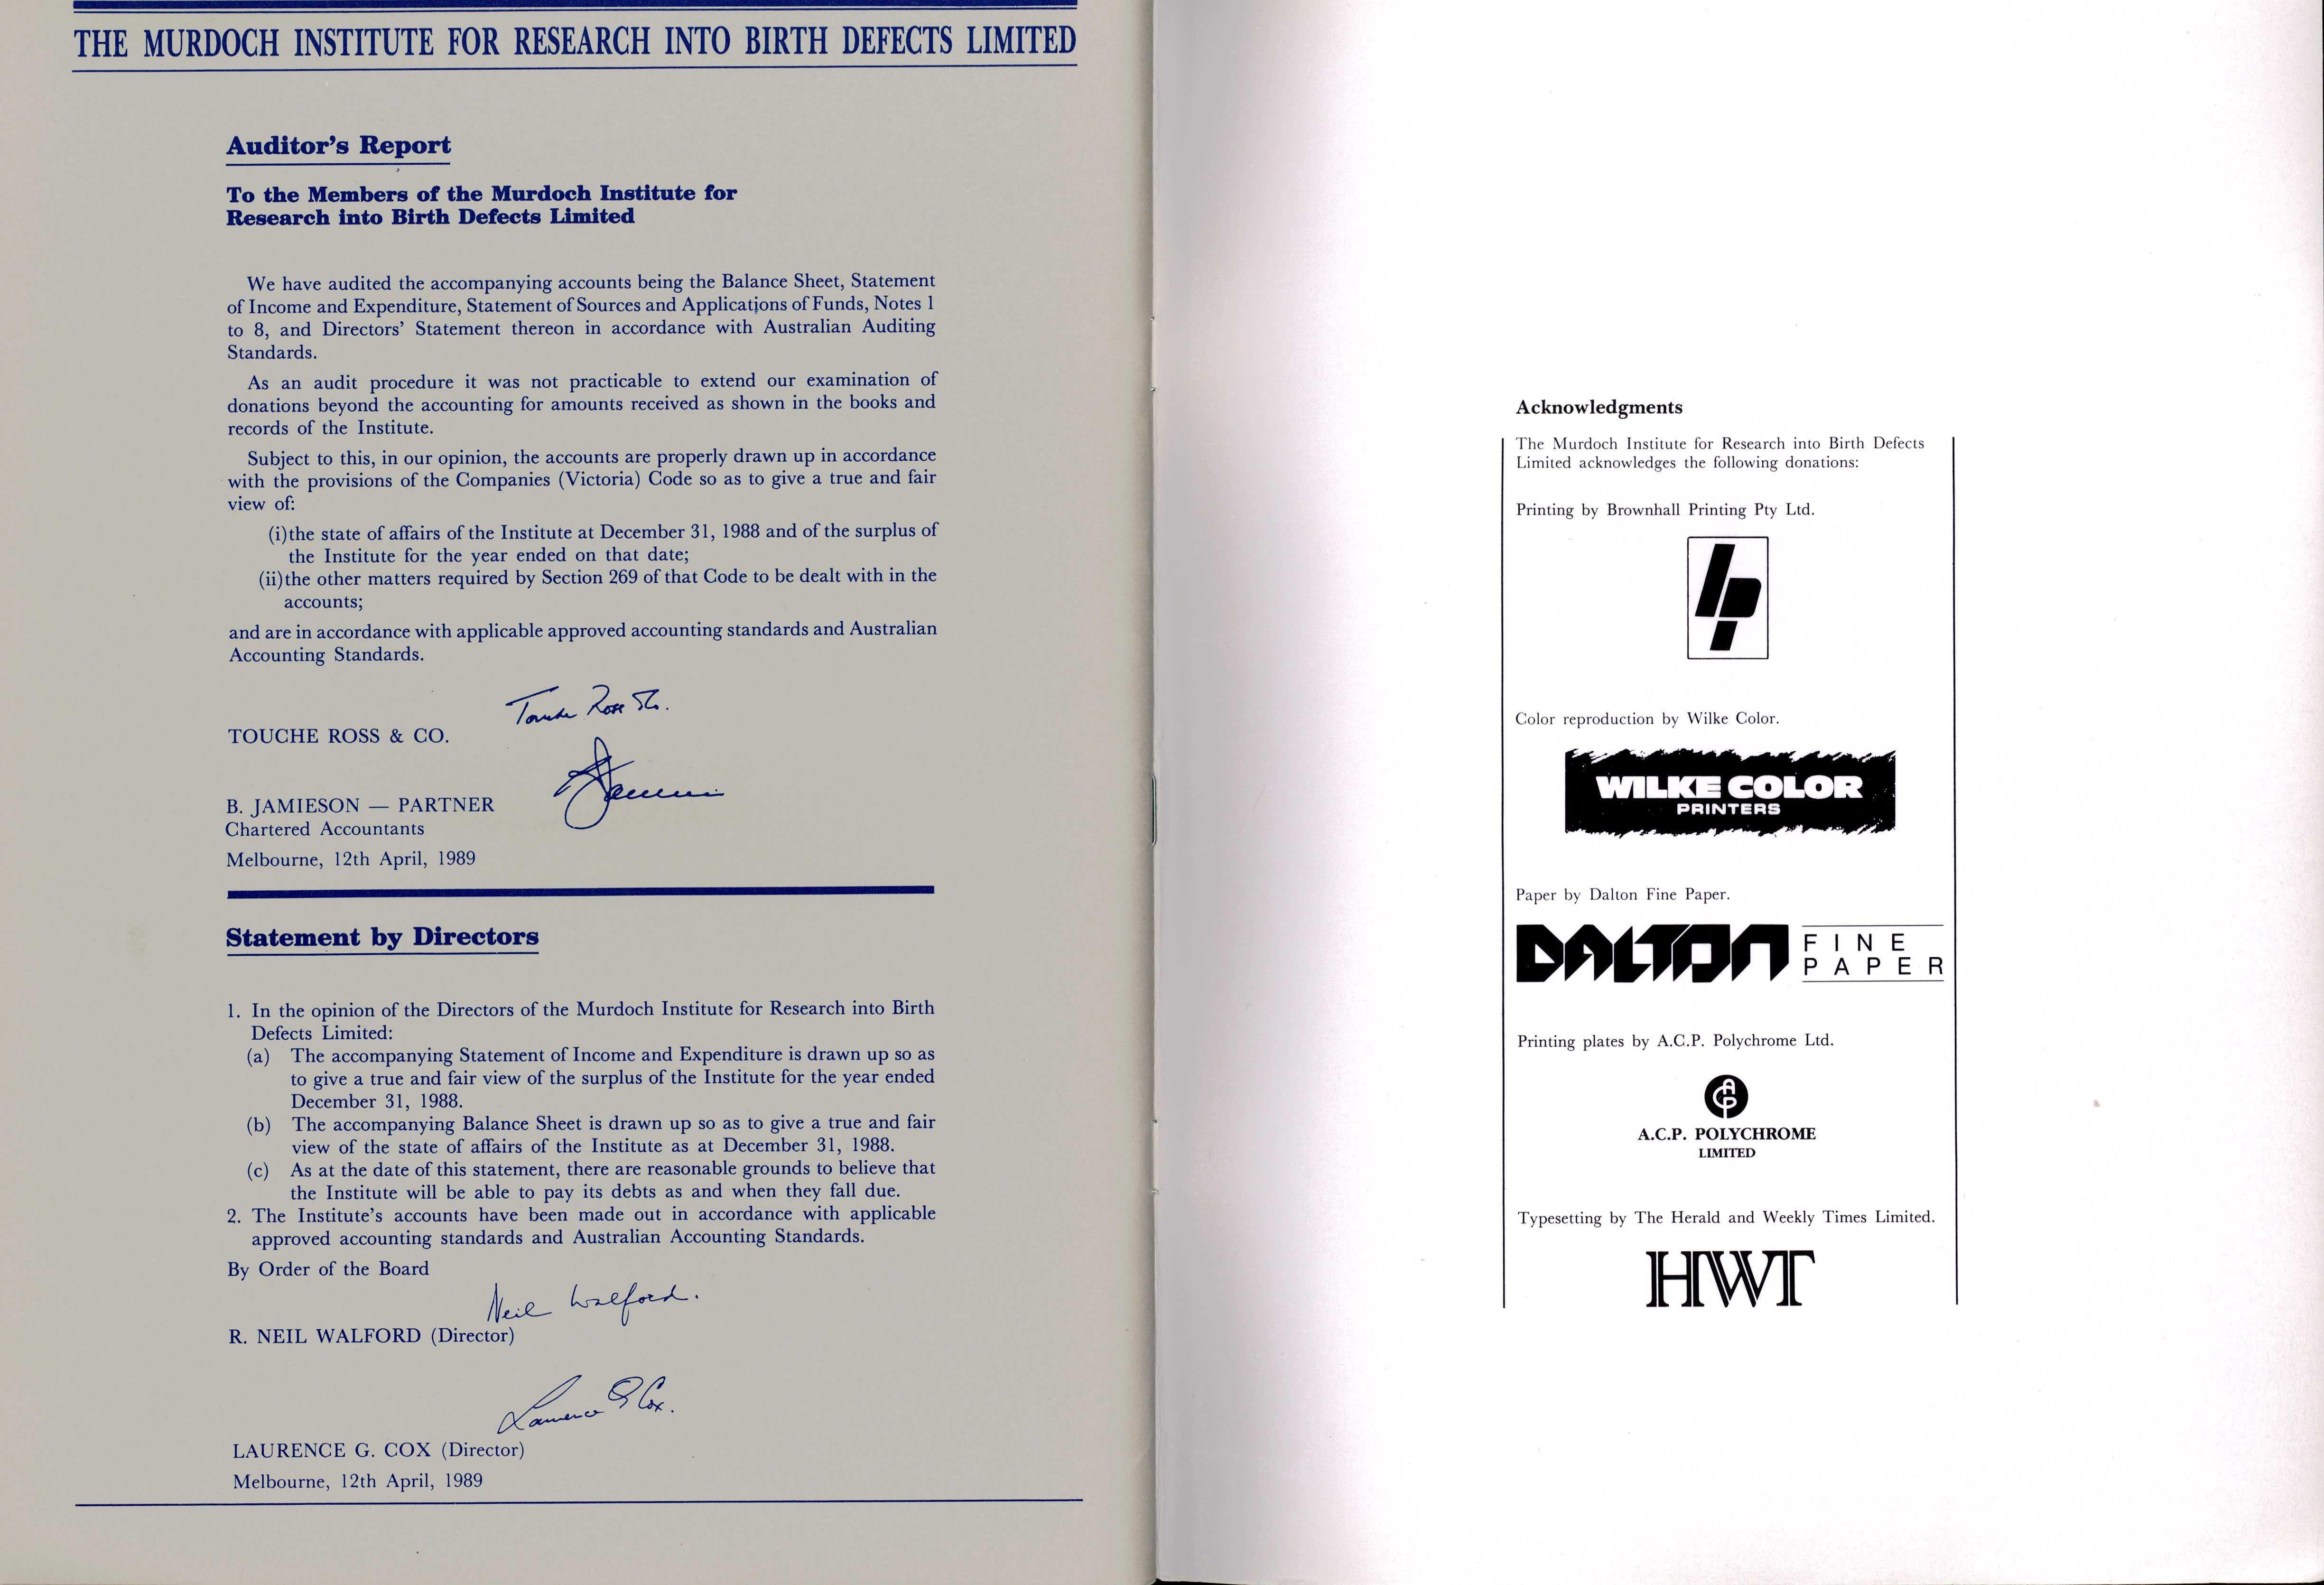 THE MURDOCH INSTITUTE FOR RESEARCH INTO BIRTH DEFECTS LIMITED
Auditor's Report
To the Members of the Murdoch Institute for
Research into Birth Defects Limited
We have audited the accompanying accounts being the Balance Sheet, Statement
of Income and Expenditure, Statement of Sources and Applications of Funds, Notes 1
to 8, and Directors' Statement thereon in accordance with Australian Auditing
Standards.
As an audit procedure it was not practicable to extend our examination of
donations beyond the accounting for amounts received as shown in the books and
records of the Institute.
Subject to this, in our opinion, the accounts are properly drawn up in accordance
with the provisions of the Companies (Victoria) Code so as to give a true and fair
view of:
(i) the state of affairs of the Institute at December 31, 1988 and of the surplus of
the Institute for the year ended on that date;
(ii) the other matters required by Section 269 of that Code to be dealt with in the
accounts;
and are in accordance with applicable approved accounting standards and Australian
Accounting Standards.
Touche Ross & Co.
TOUCHE ROSS & CO.
B. JAMIESON — PARTNER
Chartered Accountants
Melbourne, 12th April, 1989
Statement by Directors
1. In the opinion of the Directors of the Murdoch Institute for Research into Birth
Defects Limited:
(a) The accompanying Statement of Income and Expenditure is drawn up so as
to give a true and fair view of the surplus of the Institute for the year ended
December 31, 1988.
(b) The accompanying Balance Sheet is drawn up so as to give a true and fair
view of the state of affairs of the Institute as at December 31, 1988.
(c) As at the date of this statement, there are reasonable grounds to believe that
the Institute will be able to pay its debts as and when they fall due.
2. The Institute's accounts have been made out in accordance with applicable
approved accounting standards and Australian Accounting Standards.
By Order of the Board
Neil Walford.
R. NEIL WALFORD (Director)
Laurence G Cox.
LAURENCE G. COX (Director)
Melbourne, 12th April, 1989
Acknowledgments
The Murdoch Institute for Research into Birth Defects
Limited acknowledges the following donations:
Printing by Brownhall Printing Pty Ltd.
Color reproduction by Wilke Color.
WILKE COLOR
PRINTERS
Paper by Dalton Fine Paper.
DALTON FINE
PAPER
Printing plates by A.C.P. Polychrome Ltd.
ACP
A.C.P. POLYCHROME
LIMITED
Typesetting by The Herald and Weekly Times Limited.
HWT